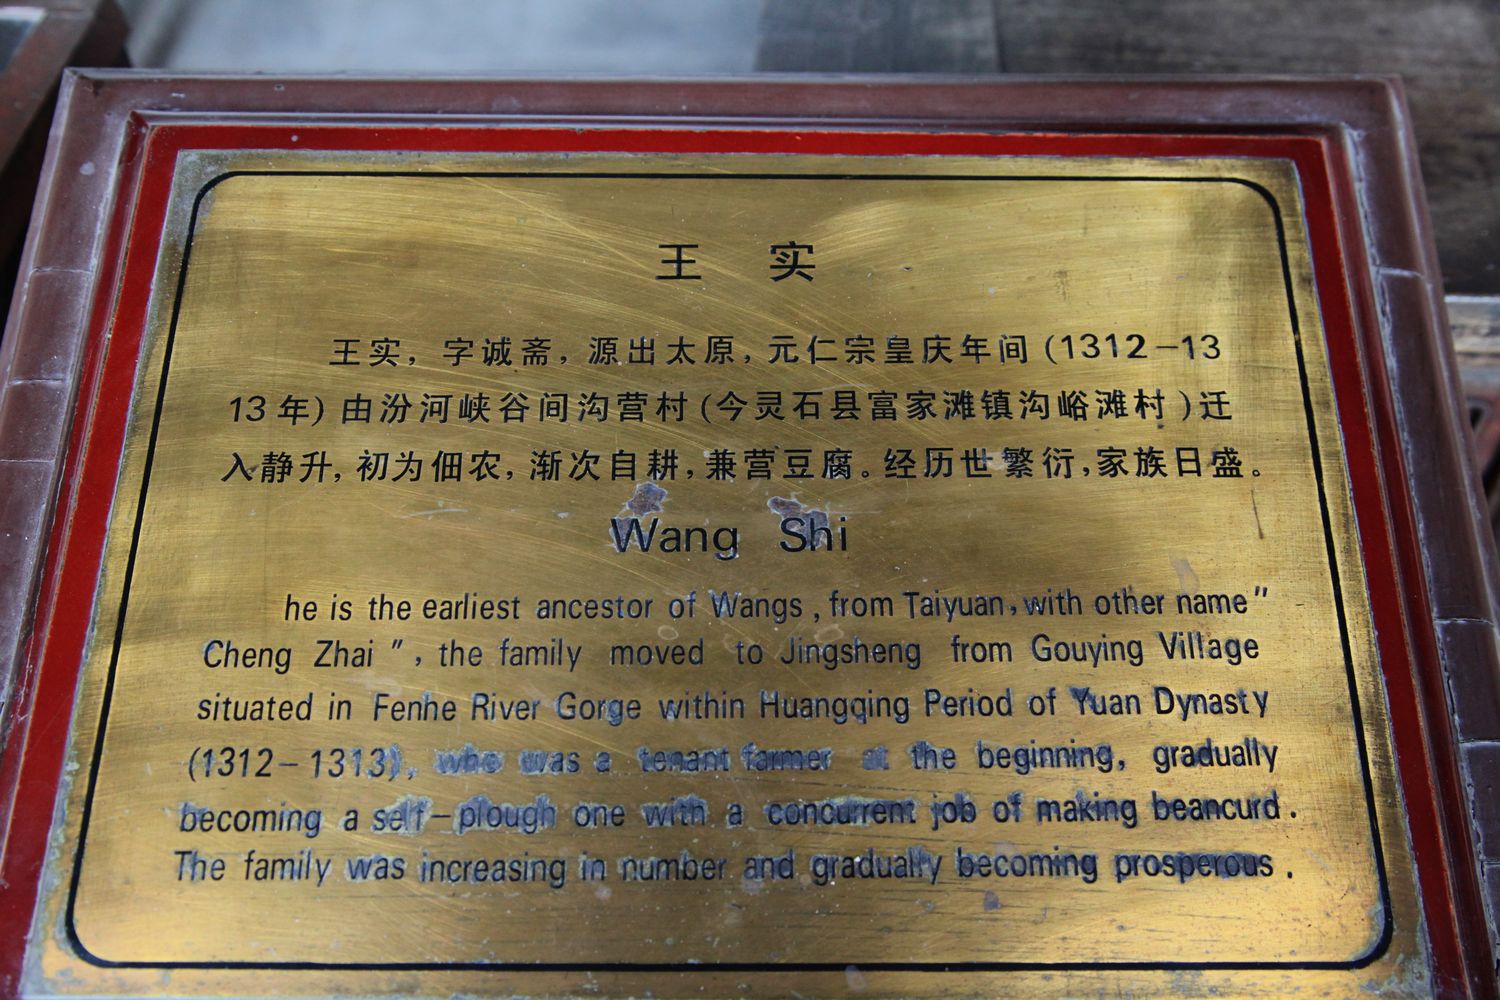 王 实
王实，字诚斋，源出太原，元仁宗皇庆年间（1312－13
13年）由汾河峡谷间沟营村（今灵石县富家滩镇沟峪滩村）迁
入静升，初为佃农，渐次自耕，兼营豆腐。经历世繁衍，家族日盛。
Wang Shi
he is the earliest ancestor of Wangs , from Taiyuan, with other name "
Cheng Zhai " , the family moved to Jingsheng from Gouying Village
situated in Fenhe River Gorge within Huangqing Period of Yuan Dynasty
(1312－1313), who was a tenant farmer at the beginning, gradually
becoming a self－plough one with a concurrent job of making beancurd .
The family was increasing in number and gradually becoming prosperous .